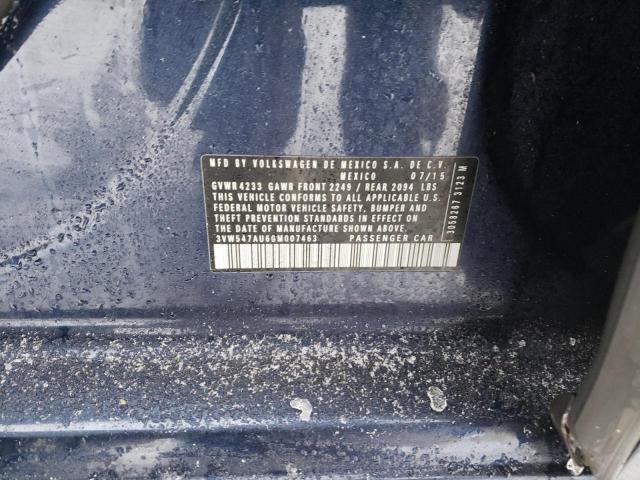 MFD BY VOLKSWAGEN DE MEXICO S.A. DE C.V.
MEXICO 07/15
GVWR 4233 GAWR FRONT 2249 / REAR 2094 LBS
THIS VEHICLE CONFORMS TO ALL APPLICABLE U.S.
FEDERAL MOTOR VEHICLE SAFETY, BUMPER AND
THEFT PREVENTION STANDARDS IN EFFECT ON
THE DATE OF MANUFACTURE SHOWN ABOVE.
3VW547AU6GM007463 PASSENGER CAR
3058267 3123 M